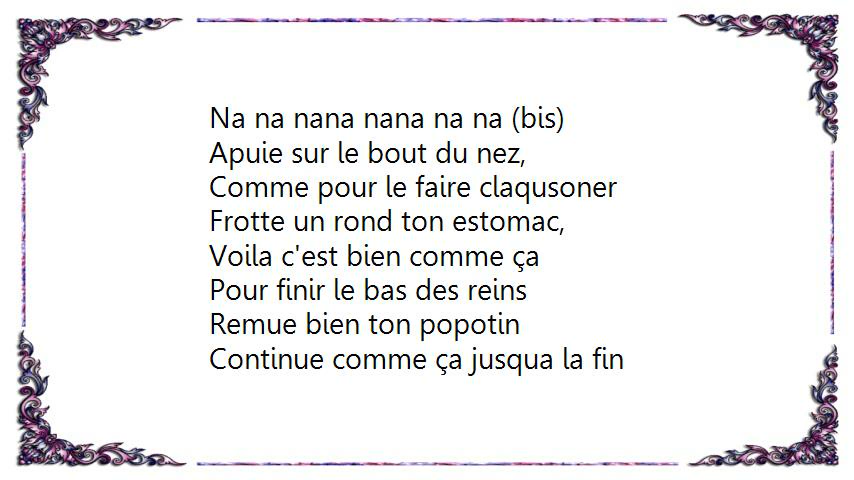 Na na nana nana na na (bis)
Apuie sur le bout du nez,
Comme pour le faire claqusoner
Frotte un rond ton estomac,
Voila c'est bien comme ça
Pour finir le bas des reins
Remue bien ton popotin
Continue comme ça jusqua la fin